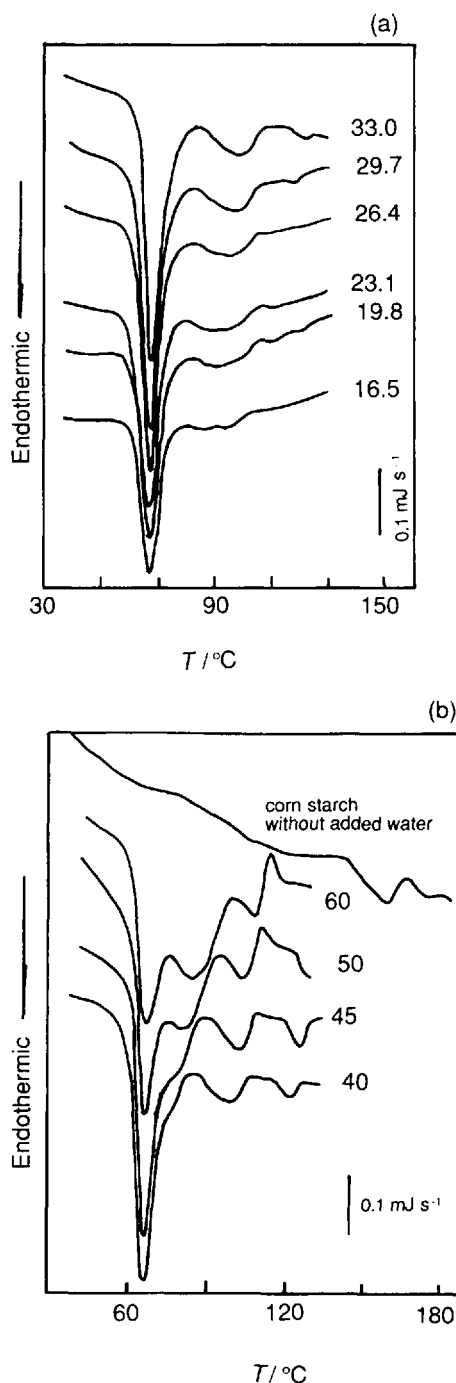 (a)
33.0
29.7
26.4
23.1
19.8
16.5
Endothermic
0.1 mJ s⁻¹
30
90
150
T / °C
(b)
corn starch
without added water
60
50
45
40
Endothermic
0.1 mJ s⁻¹
60
120
180
T / °C